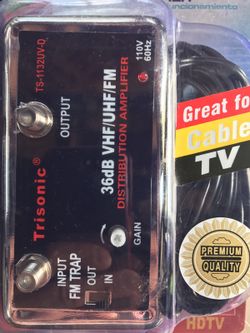 funcionamiento
TS-1132UV-D
110V
60Hz
OUTPUT
Trisonic®
36dB VHF/UHF/FM
DISTRIBUTION AMPLIFIER
GAIN
INPUT
FM TRAP
OUT
IN
Great fo
Cable
TV
PREMIUM
QUALITY
HDTV